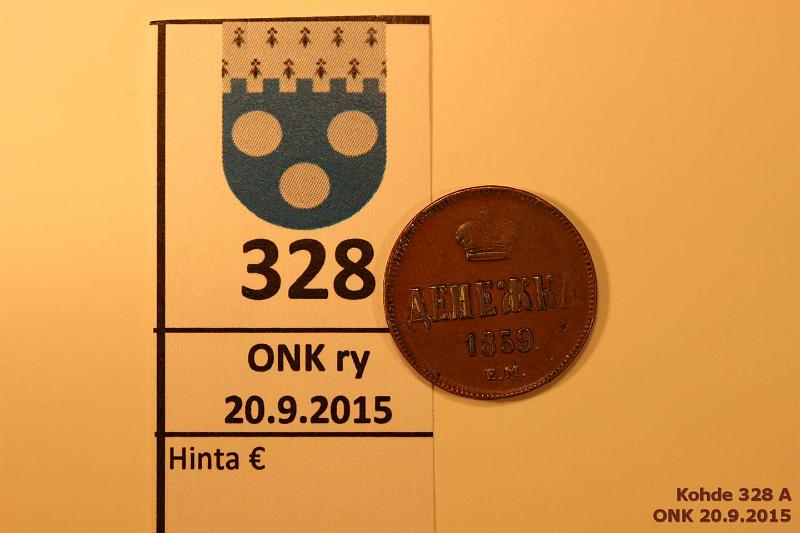 328
ONK ry
20.9.2015
Hinta €
ДЕНЕЖКА
1859.
Е.М.
Kohde 328 A
ONK 20.9.2015